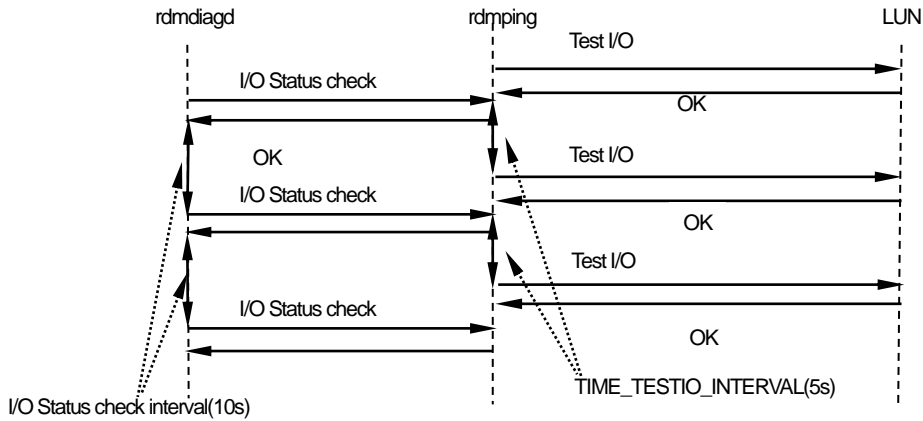 rdmdiagd rdmping LUN
Test I/O
I/O Status check
OK
OK
Test I/O
I/O Status check
OK
Test I/O
I/O Status check
OK
TIME_TESTIO_INTERVAL(5s)
I/O Status check interval(10s)